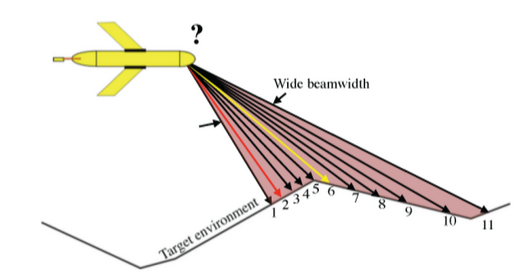 ?
Wide beamwidth
Target environment
1 2 3 4 5 6 7 8 9 10 11